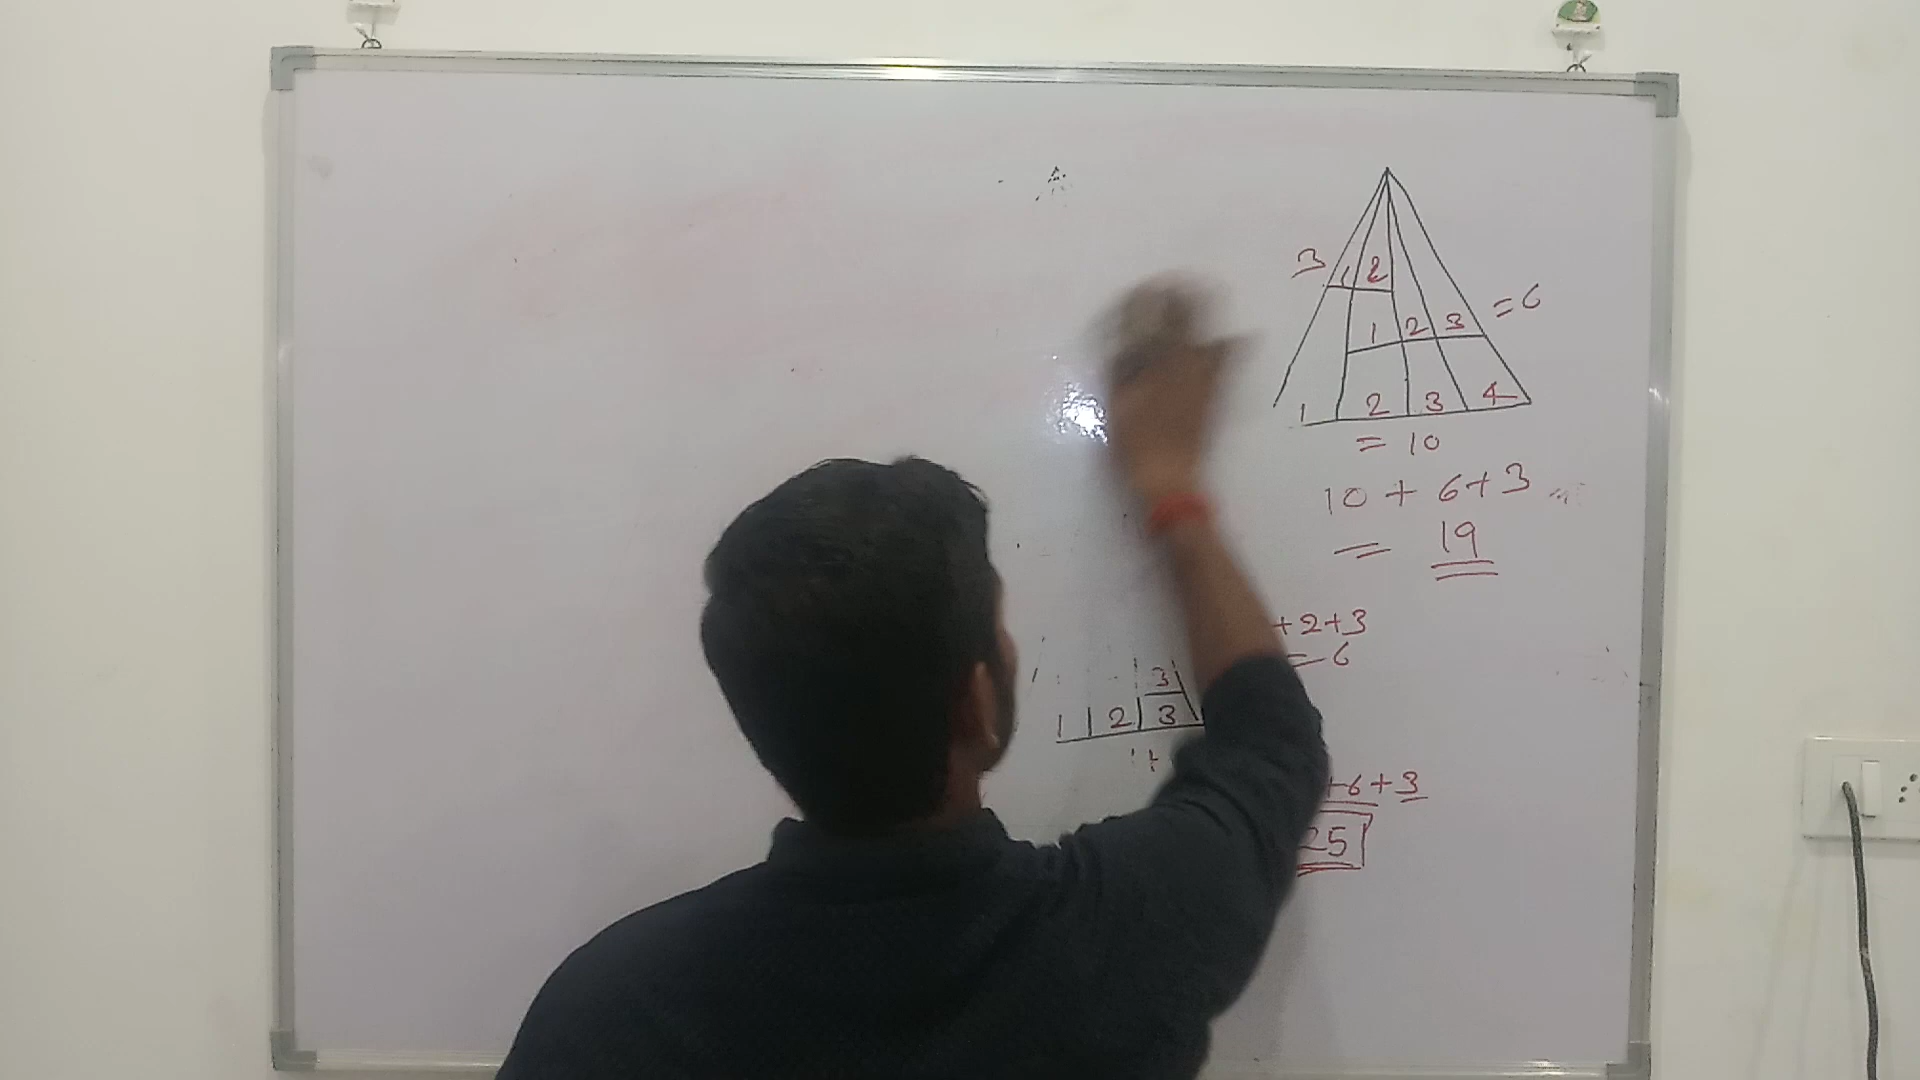 3 1 2
1 2 3 = 6
1 2 3 4
= 10
10 + 6+3
= 19
+2+3
= 6
3
1 2 3
+6+3
25